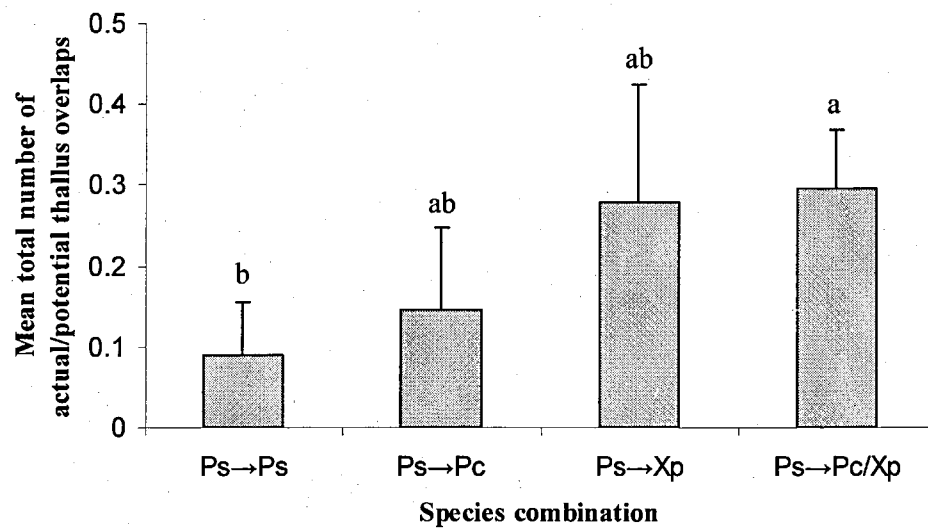 Mean total number of
actual/potential thallus overlaps
0.5
0.4
0.3
0.2
0.1
0
b
ab
ab
a
Ps→Ps
Ps→Pc
Ps→Xp
Ps→Pc/Xp
Species combination